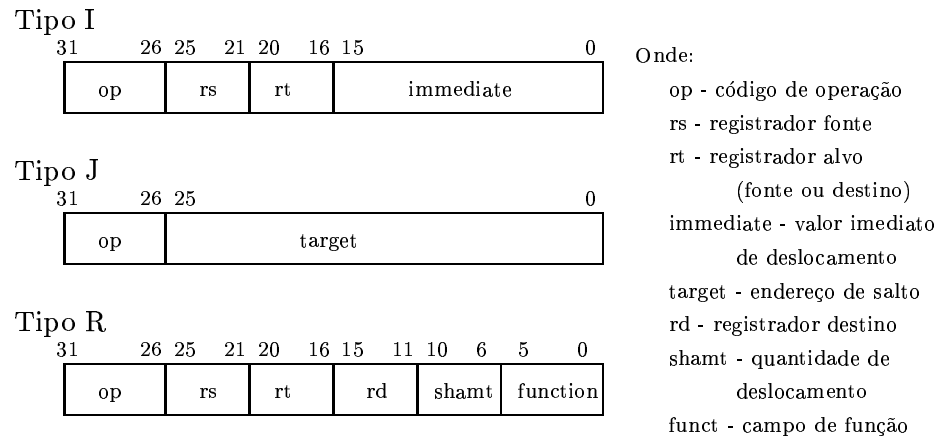 Tipo I
31 26 25 21 20 16 15 0
op rs rt immediate
Tipo J
31 26 25 0
op target
Tipo R
31 26 25 21 20 16 15 11 10 6 5 0
op rs rt rd shamt function
Onde:
op - código de operação
rs - registrador fonte
rt - registrador alvo
(fonte ou destino)
immediate - valor imediato
de deslocamento
target - endereço de salto
rd - registrador destino
shamt - quantidade de
deslocamento
funct - campo de função